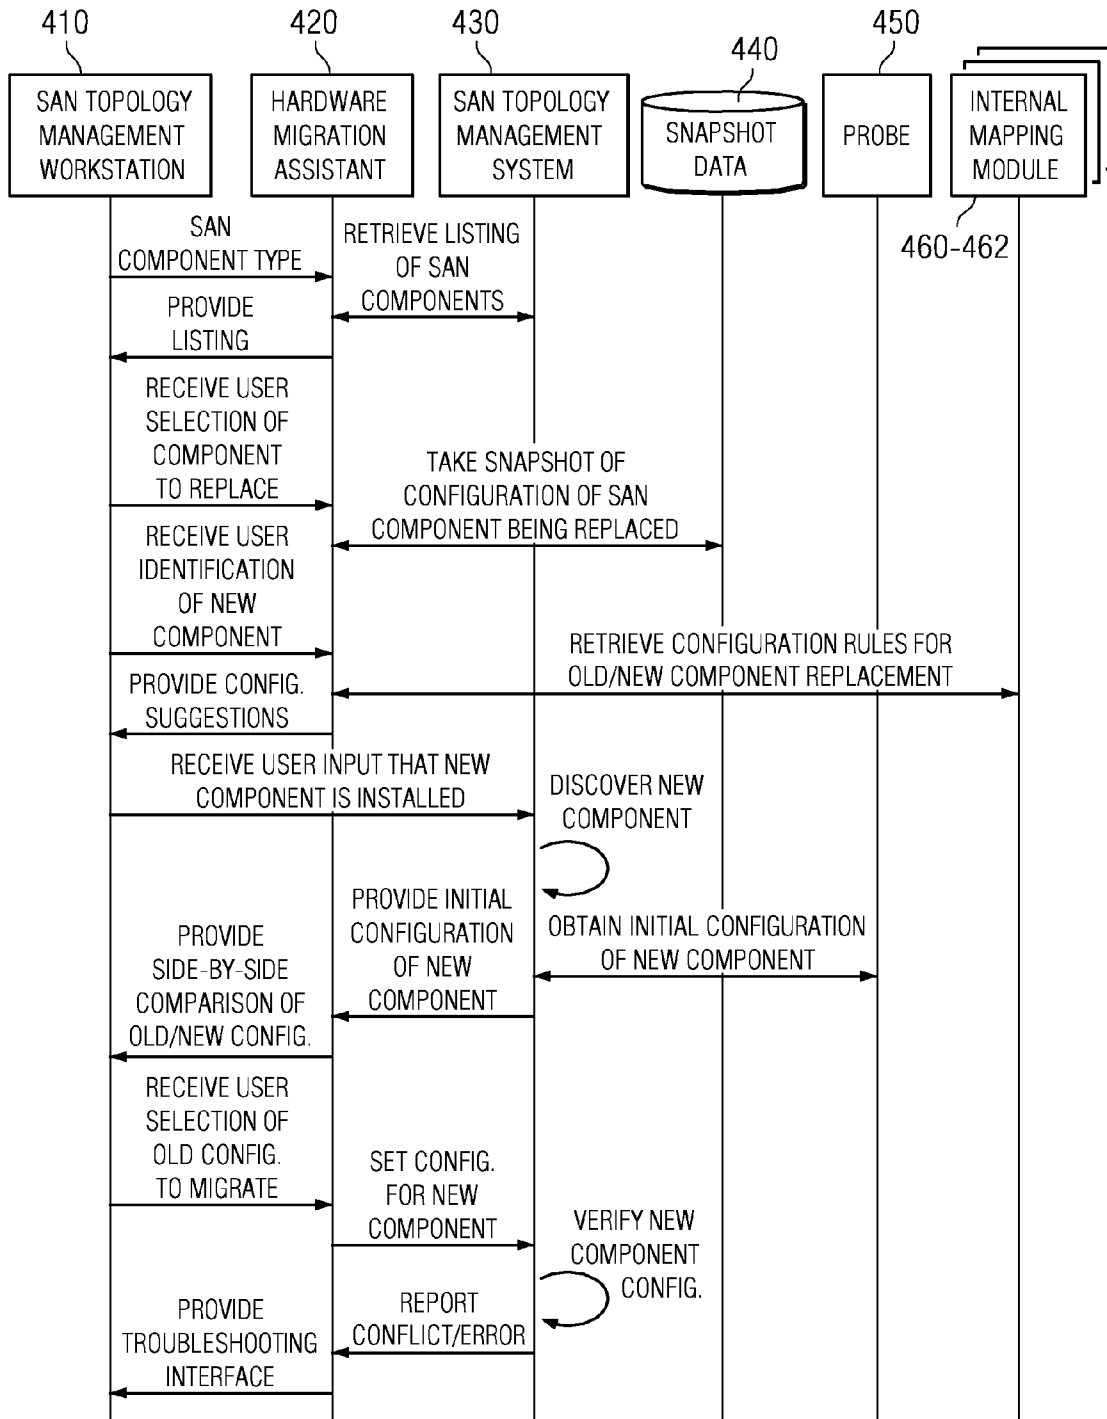 410
420
430
440
450
SAN TOPOLOGY
MANAGEMENT
WORKSTATION
HARDWARE
MIGRATION
ASSISTANT
SAN TOPOLOGY
MANAGEMENT
SYSTEM
SNAPSHOT
DATA
PROBE
INTERNAL
MAPPING
MODULE
460-462
SAN
COMPONENT TYPE
RETRIEVE LISTING
OF SAN
COMPONENTS
PROVIDE
LISTING
RECEIVE USER
SELECTION OF
COMPONENT
TO REPLACE
TAKE SNAPSHOT OF
CONFIGURATION OF SAN
COMPONENT BEING REPLACED
RECEIVE USER
IDENTIFICATION
OF NEW
COMPONENT
RETRIEVE CONFIGURATION RULES FOR
OLD/NEW COMPONENT REPLACEMENT
PROVIDE CONFIG.
SUGGESTIONS
RECEIVE USER INPUT THAT NEW
COMPONENT IS INSTALLED
DISCOVER NEW
COMPONENT
OBTAIN INITIAL CONFIGURATION
OF NEW COMPONENT
PROVIDE INITIAL
CONFIGURATION
OF NEW
COMPONENT
PROVIDE
SIDE-BY-SIDE
COMPARISON OF
OLD/NEW CONFIG.
RECEIVE USER
SELECTION OF
OLD CONFIG.
TO MIGRATE
SET CONFIG.
FOR NEW
COMPONENT
VERIFY NEW
COMPONENT
CONFIG.
REPORT
CONFLICT/ERROR
PROVIDE
TROUBLESHOOTING
INTERFACE